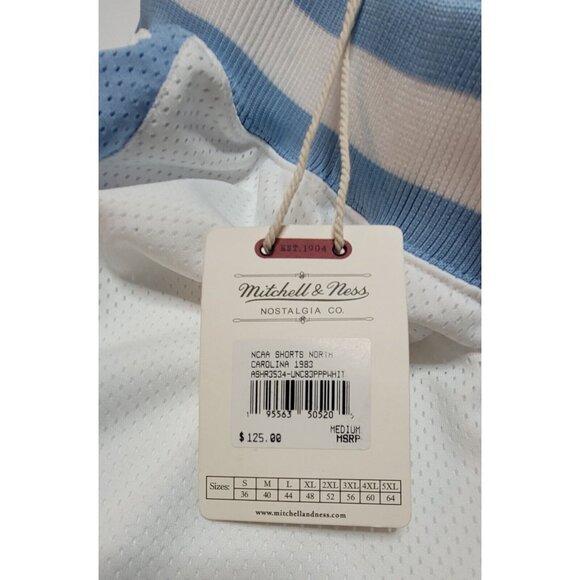 EST. 1904
Mitchell & Ness
NOSTALGIA CO.
NCAA SHORTS NORTH
CAROLINA 1983
ASHR3534-UNC83PPPWHIT
1 95563 50520 5
MEDIUM
$125.00 MSRP
Sizes: S M L XL 2XL 3XL 4XL 5XL
36 40 44 48 52 56 60 64
www.mitchellandness.com